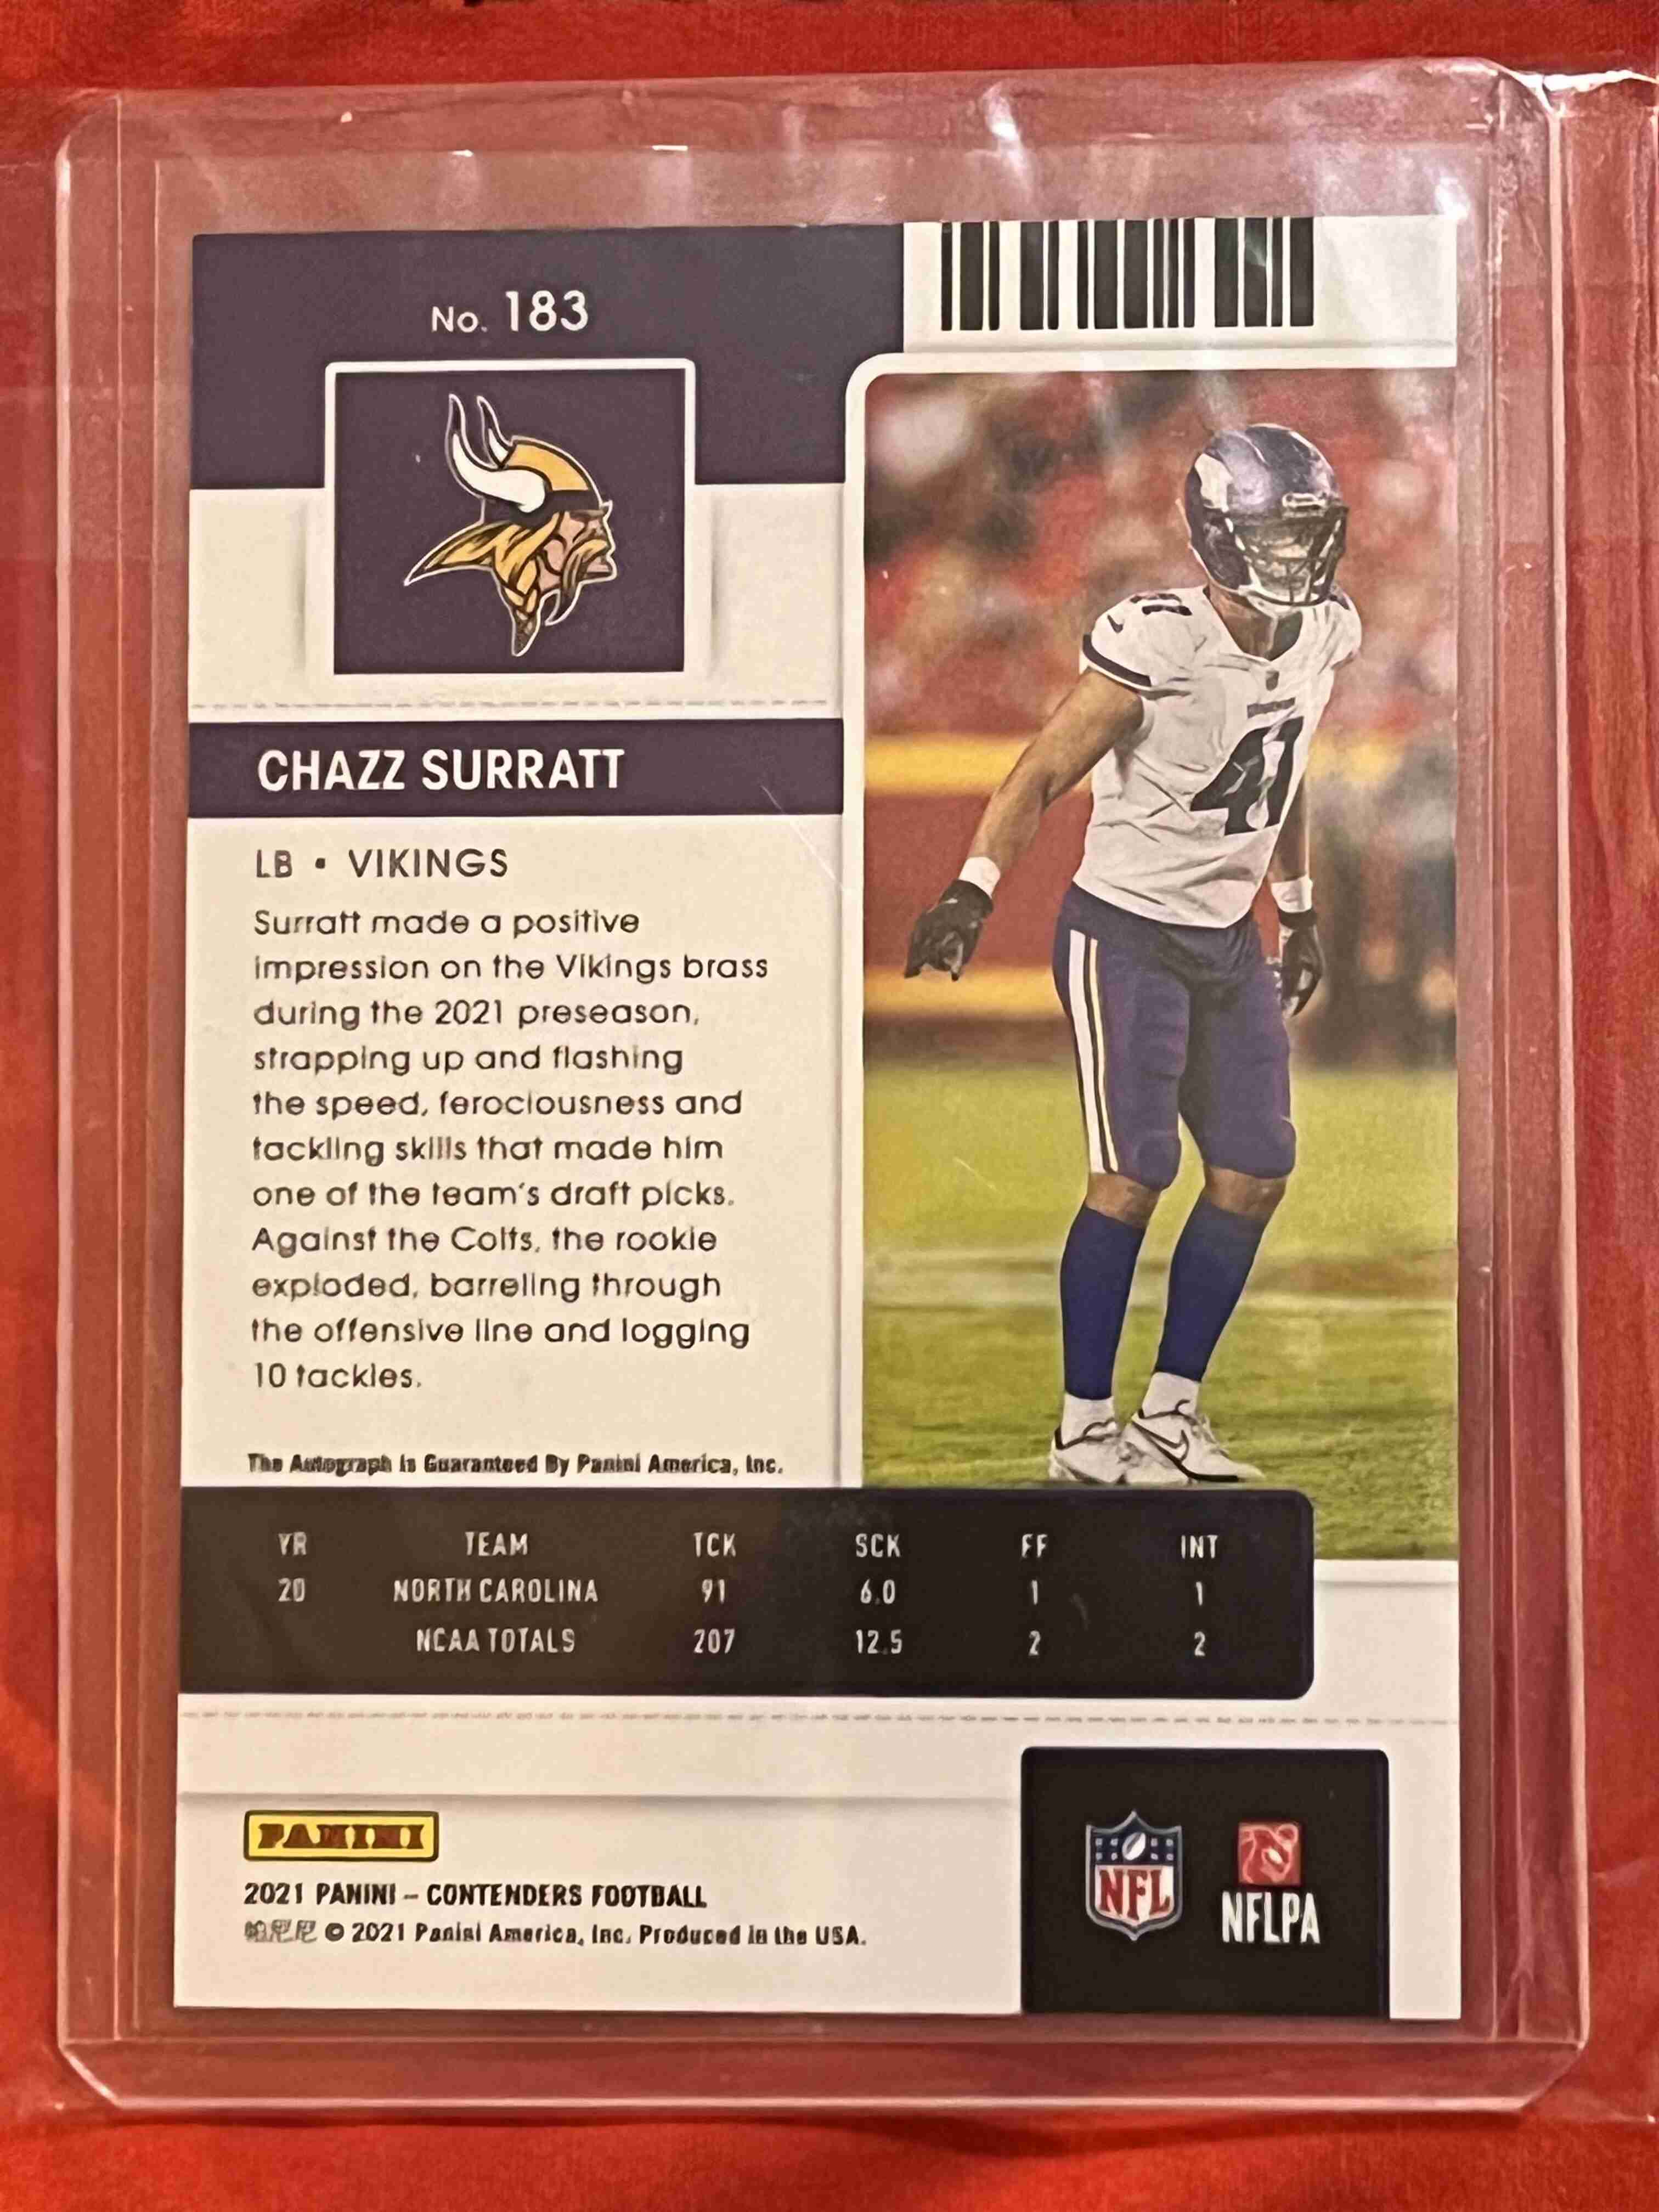 No. 183
CHAZZ SURRATT
LB • VIKINGS
Surratt made a positive
impression on the Vikings brass
during the 2021 preseason,
strapping up and flashing
the speed, ferociousness and
tackling skills that made him
one of the team's draft picks.
Against the Colts, the rookie
exploded, barreling through
the offensive line and logging
10 tackles.
The Autograph is Guaranteed By Panini America, Inc.
41
41
YR TEAM TCK SCK FF INT
20 NORTH CAROLINA 91 6.0 1 1
NCAA TOTALS 207 12.5 2 2
PANINI
2021 PANINI – CONTENDERS FOOTBALL
© 2021 Panini America, Inc. Produced in the USA.
NFL
NFLPA